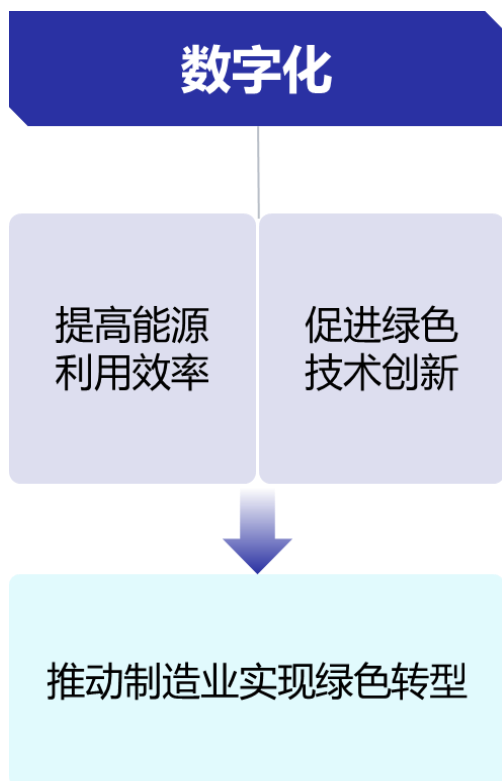 数字化
提高能源
利用效率
促进绿色
技术创新
推动制造业实现绿色转型